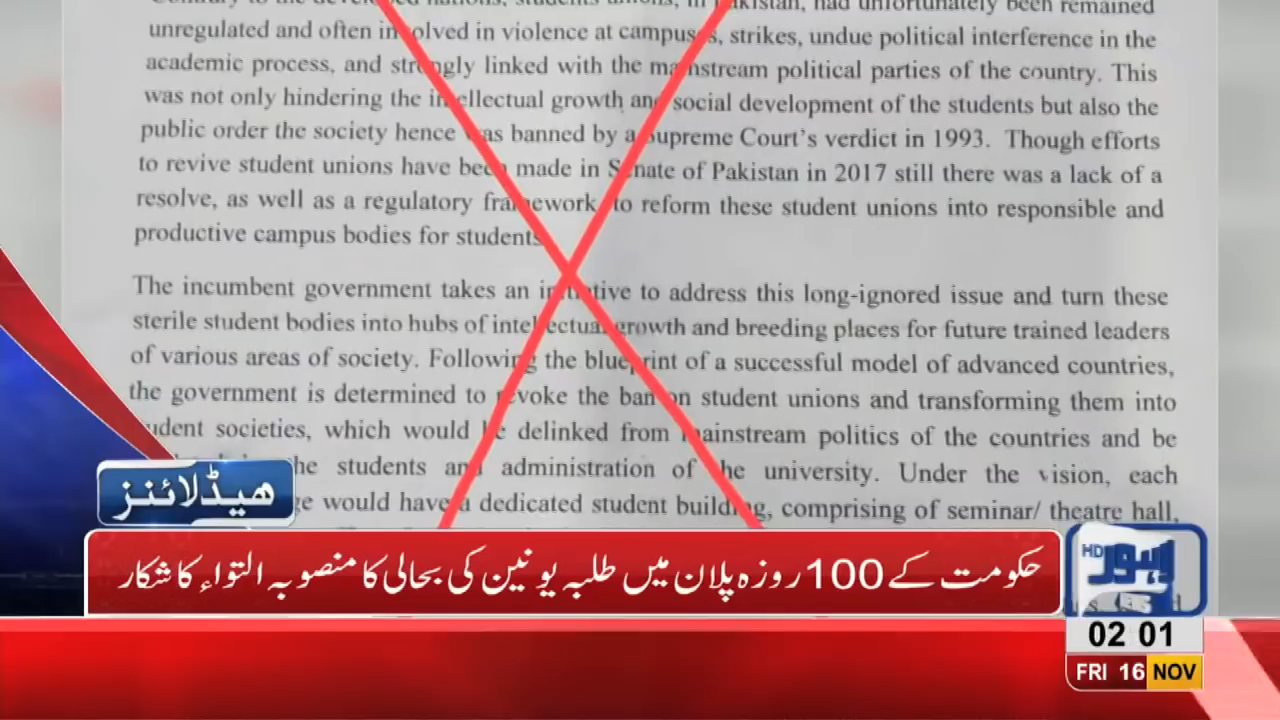 nations, students unions, in Pakistan, had unfortunately been remained
unregulated and often involved in violence at campuses, strikes, undue political interference in the
academic process, and strongly linked with the mainstream political parties of the country. This
was not only hindering the intellectual growth and social development of the students but also the
public order the society hence was banned by a Supreme Court's verdict in 1993. Though efforts
to revive student unions have been made in Senate of Pakistan in 2017 still there was a lack of a
resolve, as well as a regulatory framework to reform these student unions into responsible and
productive campus bodies for students
The incumbent government takes an initiative to address this long-ignored issue and turn these
sterile student bodies into hubs of intellectual growth and breeding places for future trained leaders
of various areas of society. Following the blueprint of a successful model of advanced countries,
the government is determined to revoke the ban on student unions and transforming them into
student societies, which would be delinked from mainstream politics of the countries and be
the students and administration of the university. Under the vision, each
would have a dedicated student building, comprising of seminar/ theatre hall,
ہیڈلائنز
حکومت کے 100 روزہ پلان میں طلبہ یونین کی بحالی کا منصوبہ التواء کا شکار
لاہور HD
02 01
FRI 16 NOV